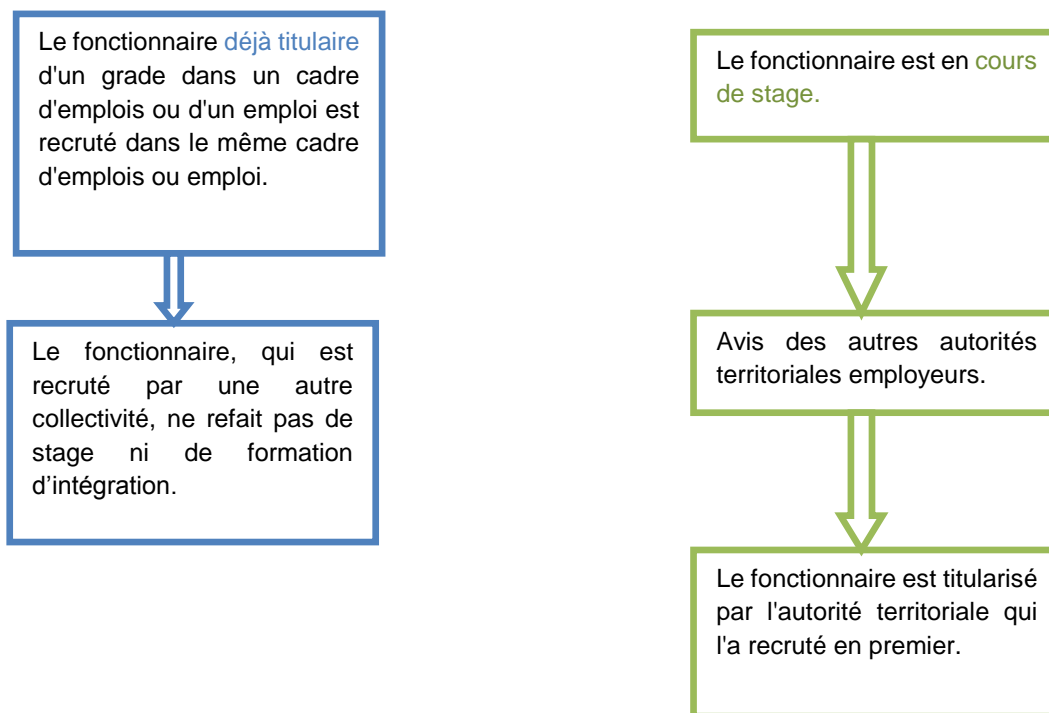 Le fonctionnaire déjà titulaire
d'un grade dans un cadre
d'emplois ou d'un emploi est
recruté dans le même cadre
d'emplois ou emploi.
Le fonctionnaire, qui est
recruté par une autre
collectivité, ne refait pas de
stage ni de formation
d’intégration.
Le fonctionnaire est en cours
de stage.
Avis des autres autorités
territoriales employeurs.
Le fonctionnaire est titularisé
par l'autorité territoriale qui
l'a recruté en premier.